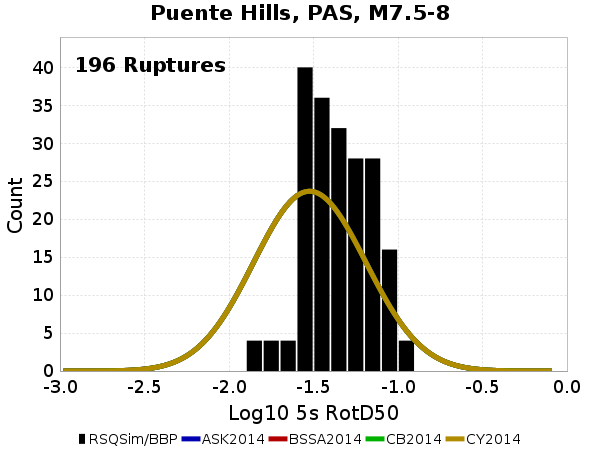 Puente Hills, PAS, M7.5-8
196 Ruptures
Count
40
35
30
25
20
15
10
5
0
-3.0 -2.5 -2.0 -1.5 -1.0 -0.5 0.0
Log10 5s RotD50
RSQSim/BBP ASK2014 BSSA2014 CB2014 CY2014